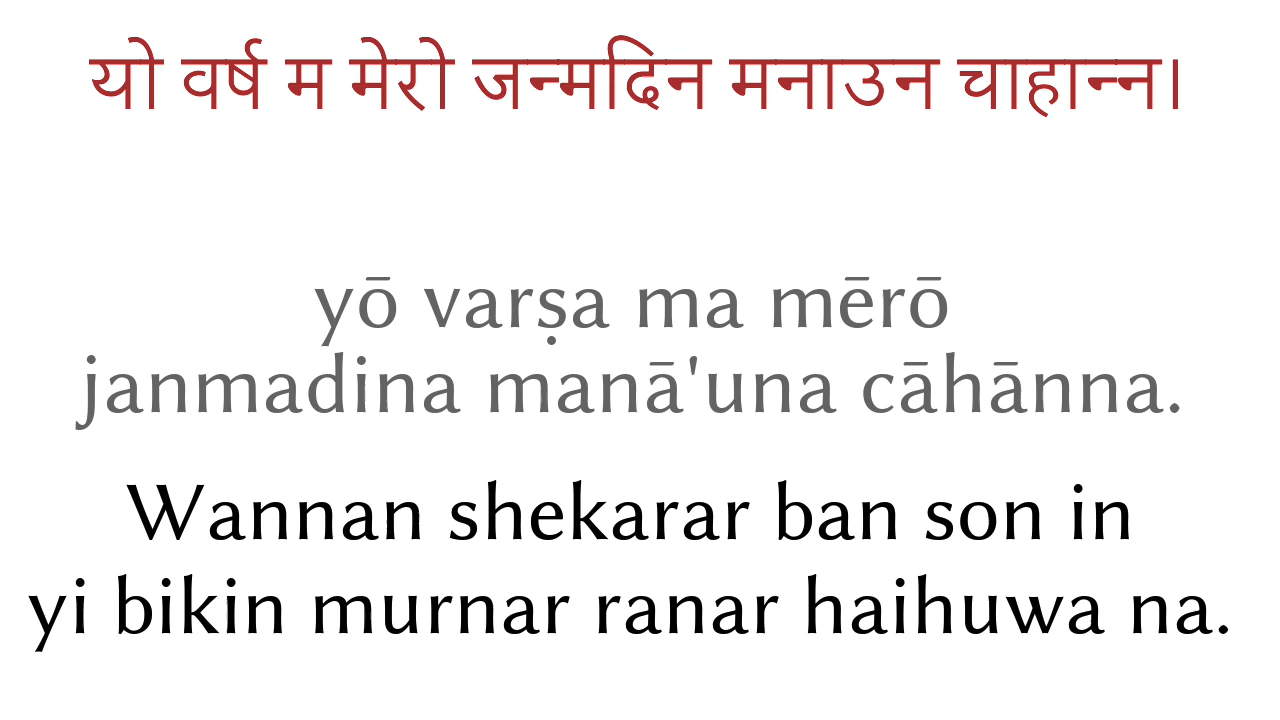 यो वर्ष म मेरो जन्मदिन मनाउन चाहान्न।
yō varṣa ma mērō
janmadina manā'una cāhānna.
Wannan shekarar ban son in
yi bikin murnar ranar haihuwa na.